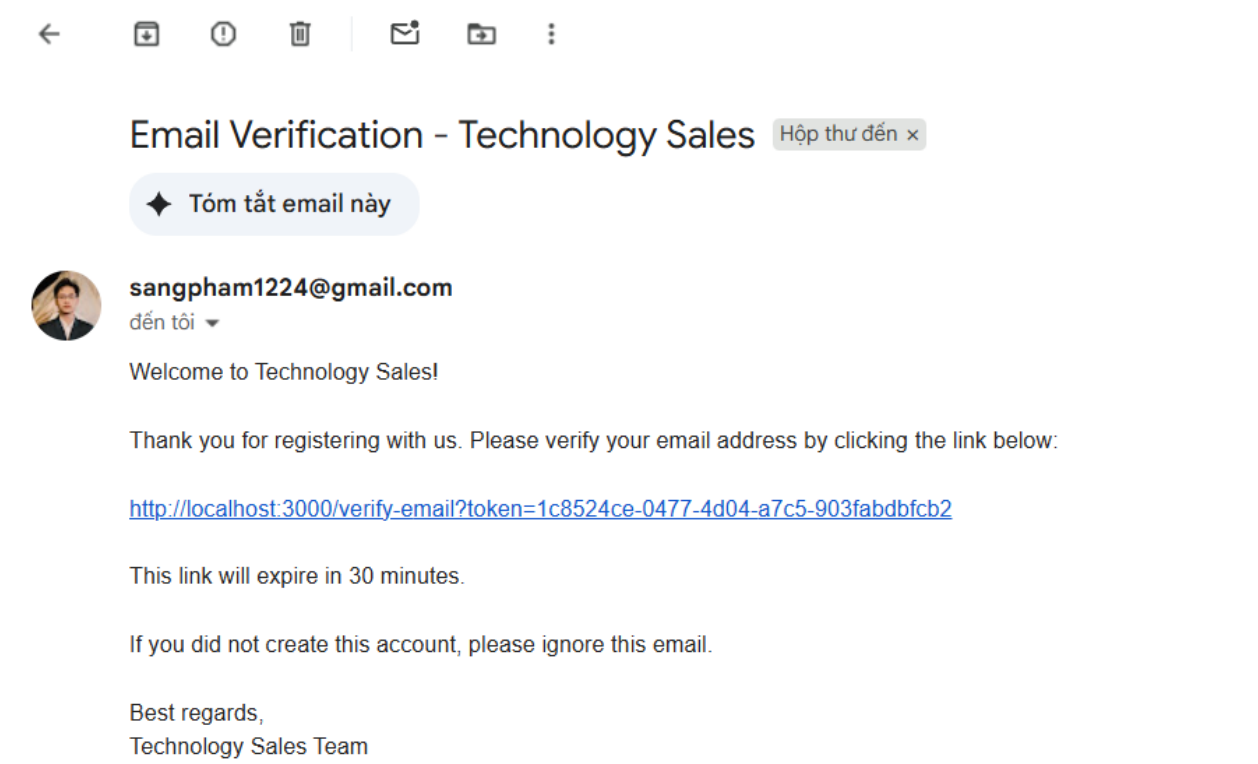 Email Verification - Technology Sales Hộp thư đến ×
Tóm tắt email này
sangpham1224@gmail.com
đến tôi
Welcome to Technology Sales!
Thank you for registering with us. Please verify your email address by clicking the link below:
http://localhost:3000/verify-email?token=1c8524ce-0477-4d04-a7c5-903fabdbfcb2
This link will expire in 30 minutes.
If you did not create this account, please ignore this email.
Best regards,
Technology Sales Team